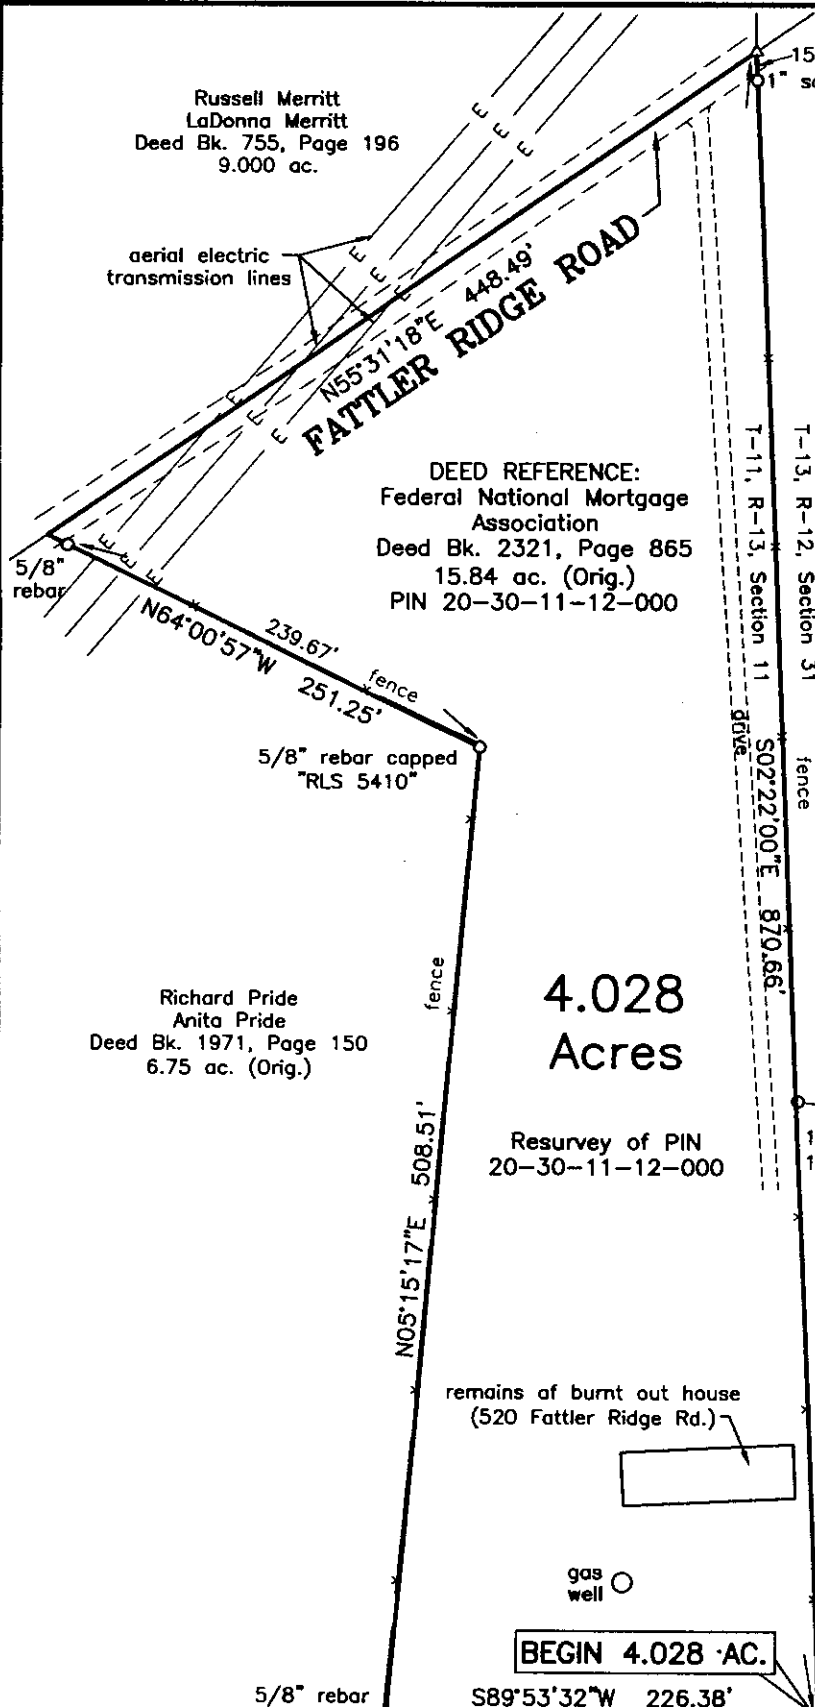 Russell Merritt
LaDonna Merritt
Deed Bk. 755, Page 196
9.000 ac.
15
1" so
aerial electric
transmission lines
E E E
E E E
E E E
E E E
N55°31'18"E 448.49'
FATTLER RIDGE ROAD
DEED REFERENCE:
Federal National Mortgage
Association
Deed Bk. 2321, Page 865
15.84 ac. (Orig.)
PIN 20-30-11-12-000
T-11, R-13, Section 11
T-13, R-12, Section 31
5/8"
rebar
239.67'
N64°00'57"W 251.25'
fence
5/8" rebar capped
"RLS 5410"
drive
S02°22'00"E 870.66'
fence
fence
4.028
Acres
Richard Pride
Anita Pride
Deed Bk. 1971, Page 150
6.75 ac. (Orig.)
Resurvey of PIN
20-30-11-12-000
1
1
N05°15'17"E 508.51'
remains of burnt out house
(520 Fattler Ridge Rd.)
gas
well
BEGIN 4.028 AC.
5/8" rebar
S89°53'32"W 226.38'